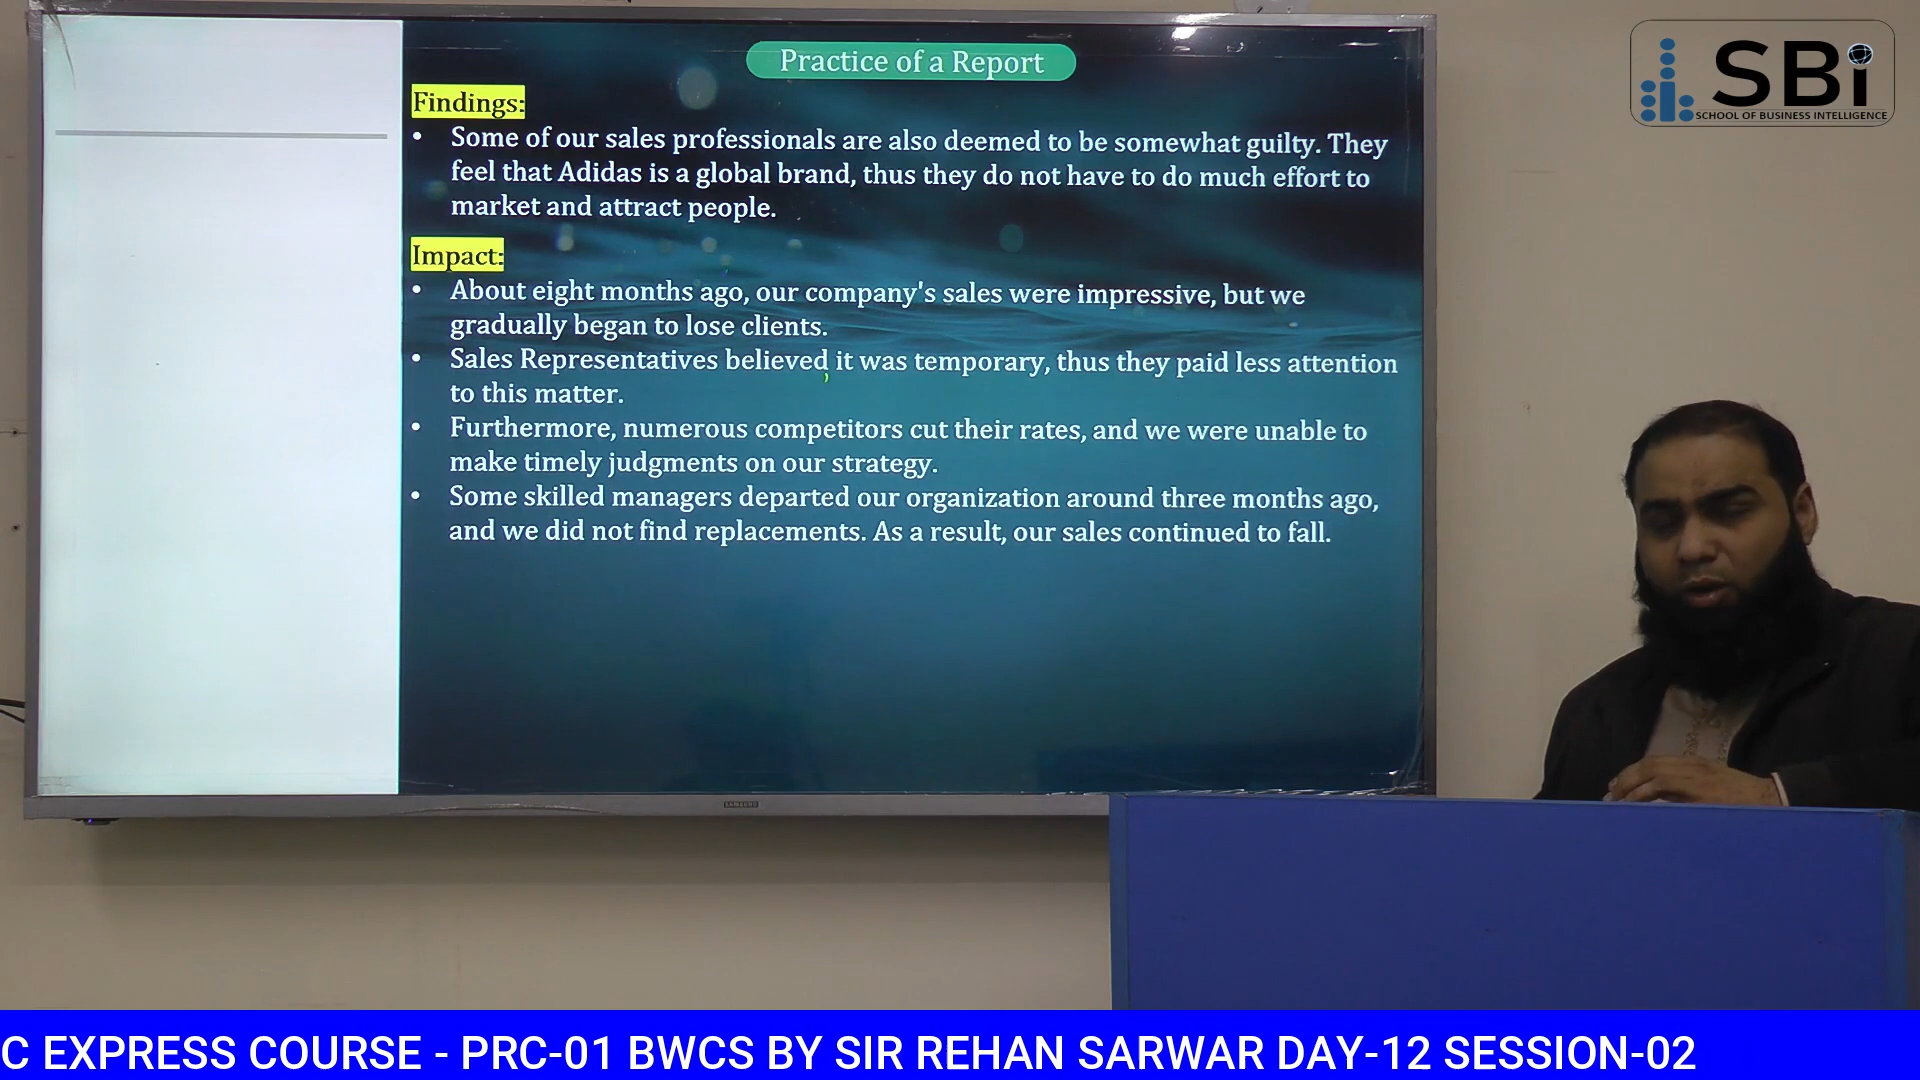 Practice of a Report
Findings:
• Some of our sales professionals are also deemed to be somewhat guilty. They
feel that Adidas is a global brand, thus they do not have to do much effort to
market and attract people.
Impact:
• About eight months ago, our company's sales were impressive, but we
gradually began to lose clients.
• Sales Representatives believed it was temporary, thus they paid less attention
to this matter.
• Furthermore, numerous competitors cut their rates, and we were unable to
make timely judgments on our strategy.
• Some skilled managers departed our organization around three months ago,
and we did not find replacements. As a result, our sales continued to fall.
SAMSUNG
SBi
SCHOOL OF BUSINESS INTELLIGENCE
C EXPRESS COURSE - PRC-01 BWCS BY SIR REHAN SARWAR DAY-12 SESSION-02